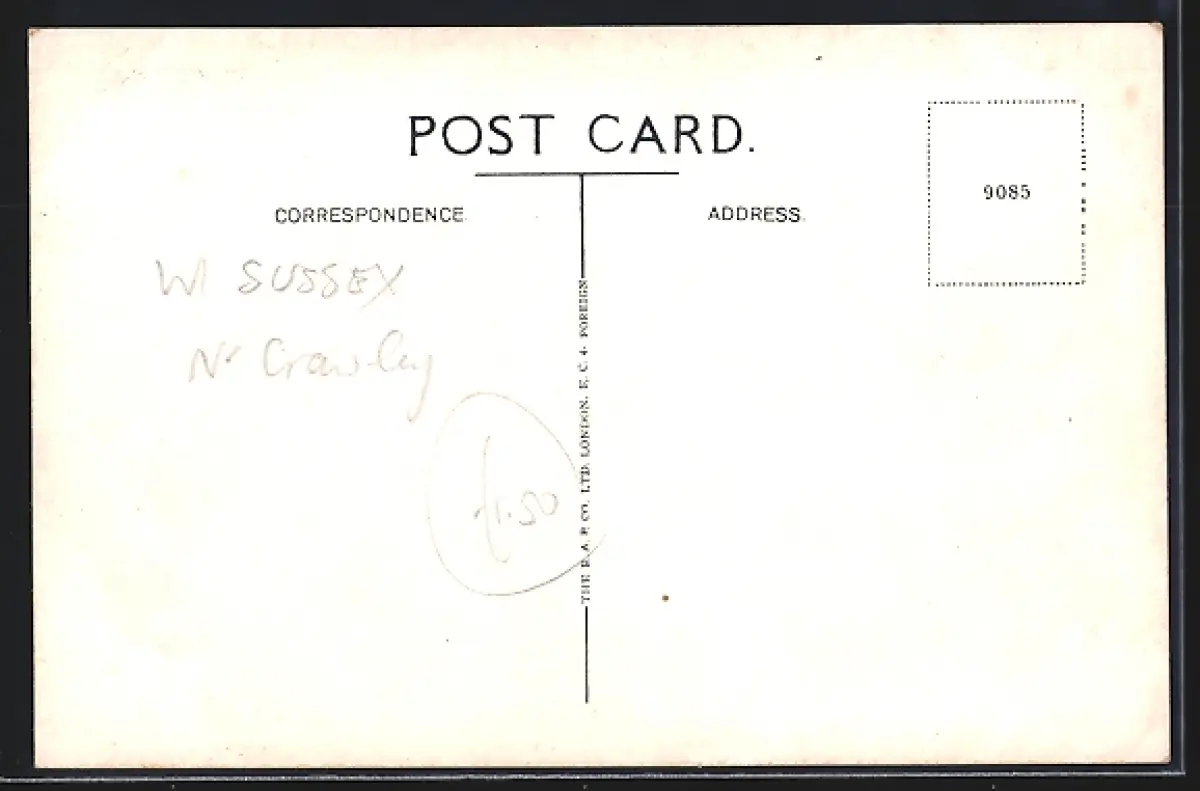 POST CARD.
CORRESPONDENCE.
ADDRESS.
9085
W SUSSEX
Nr Crawley
£1.50
THE R. A. P. CO. LTD. LONDON. E. C. 4. FOREIGN